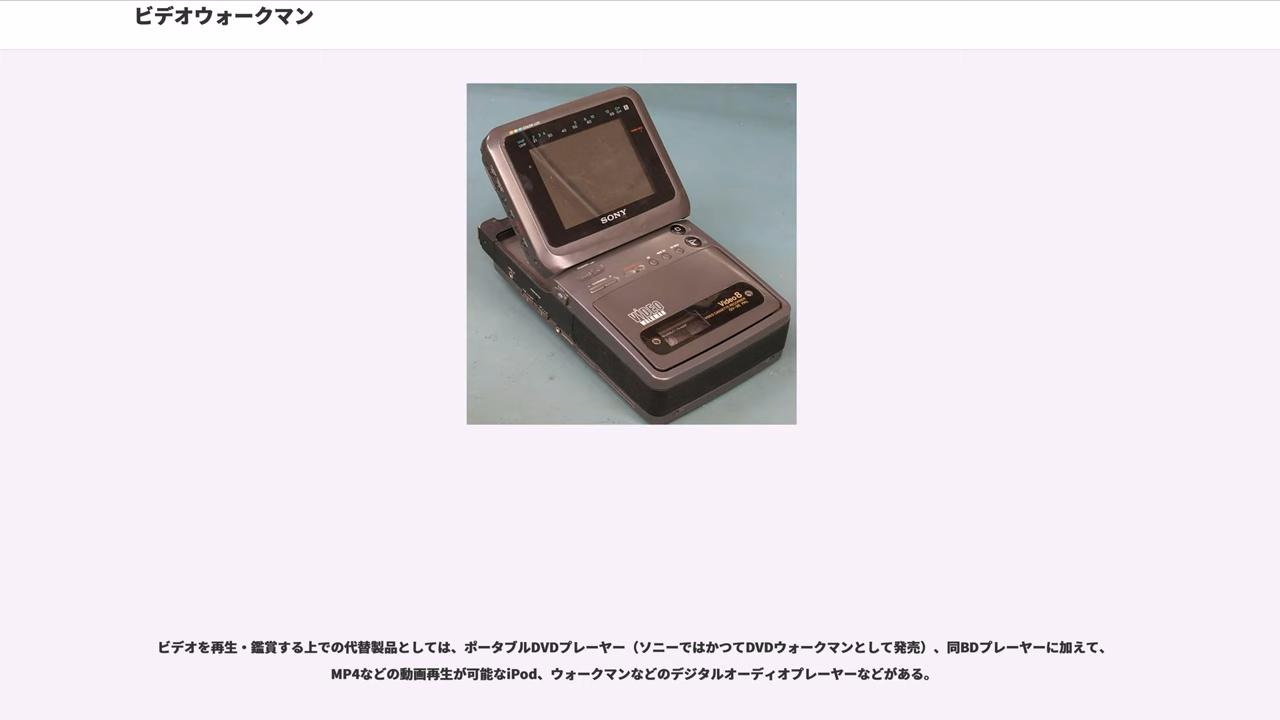 ビデオウォークマン
SONY
VIDEO
Video8
ビデオを再生・鑑賞する上での代替製品としては、ポータブルDVDプレーヤー（ソニーではかつてDVDウォークマンとして発売）、同BDプレーヤーに加えて、
MP4などの動画再生が可能なiPod、ウォークマンなどのデジタルオーディオプレーヤーなどがある。